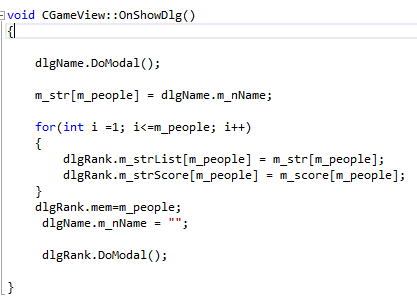 void CGameView::OnShowDlg()
{
dlgName.DoModal();
m_str[m_people] = dlgName.m_nName;
for(int i =1; i<=m_people; i++)
{
dlgRank.m_strList[m_people] = m_str[m_people];
dlgRank.m_strScore[m_people] = m_score[m_people];
}
dlgRank.mem=m_people;
dlgName.m_nName = "";
dlgRank.DoModal();
}